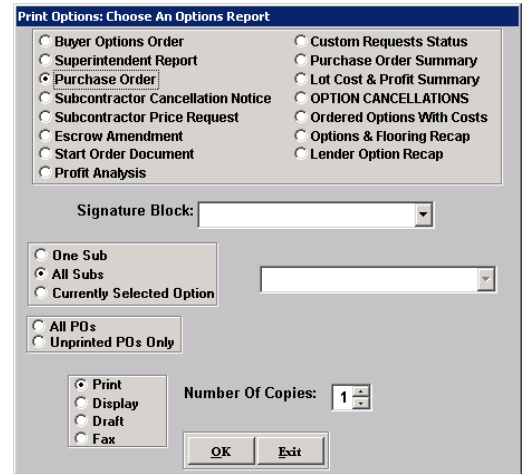 Print Options: Choose An Options Report
Buyer Options Order
Superintendent Report
Purchase Order
Subcontractor Cancellation Notice
Subcontractor Price Request
Escrow Amendment
Start Order Document
Profit Analysis
Custom Requests Status
Purchase Order Summary
Lot Cost & Profit Summary
OPTION CANCELLATIONS
Ordered Options With Costs
Options & Flooring Recap
Lender Option Recap
Signature Block:
One Sub
All Subs
Currently Selected Option
All POs
Unprinted POs Only
Print
Display
Draft
Fax
Number Of Copies: 1
OK Exit